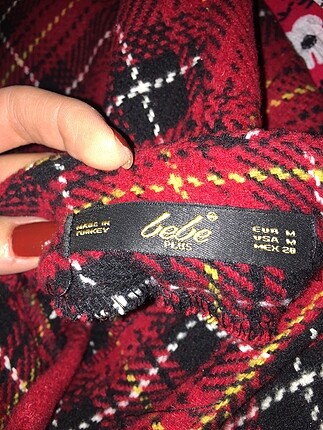 MADE IN
TURKEY
bebe
PLUS
EUR M
USA M
MEX 28